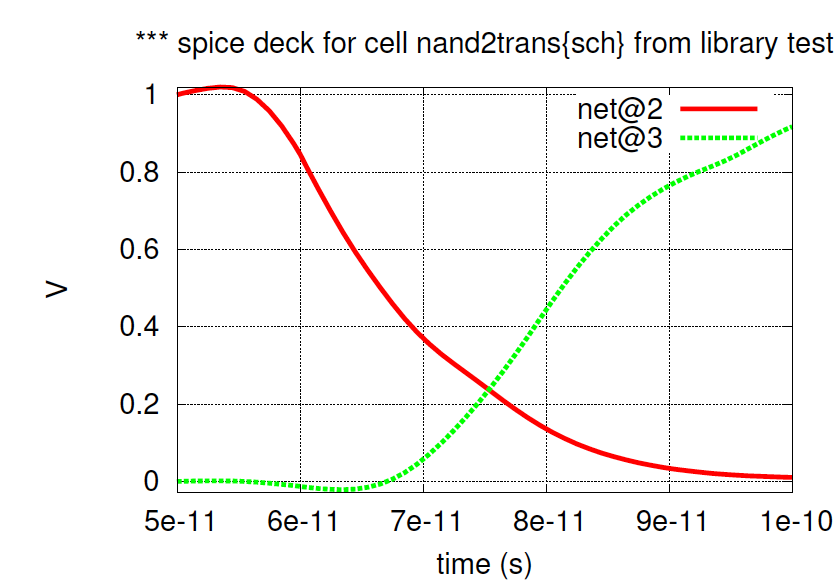 *** spice deck for cell nand2trans{sch} from library test
1
net@2
net@3
0.8
0.6
V
0.4
0.2
0
5e-11 6e-11 7e-11 8e-11 9e-11 1e-10
time (s)